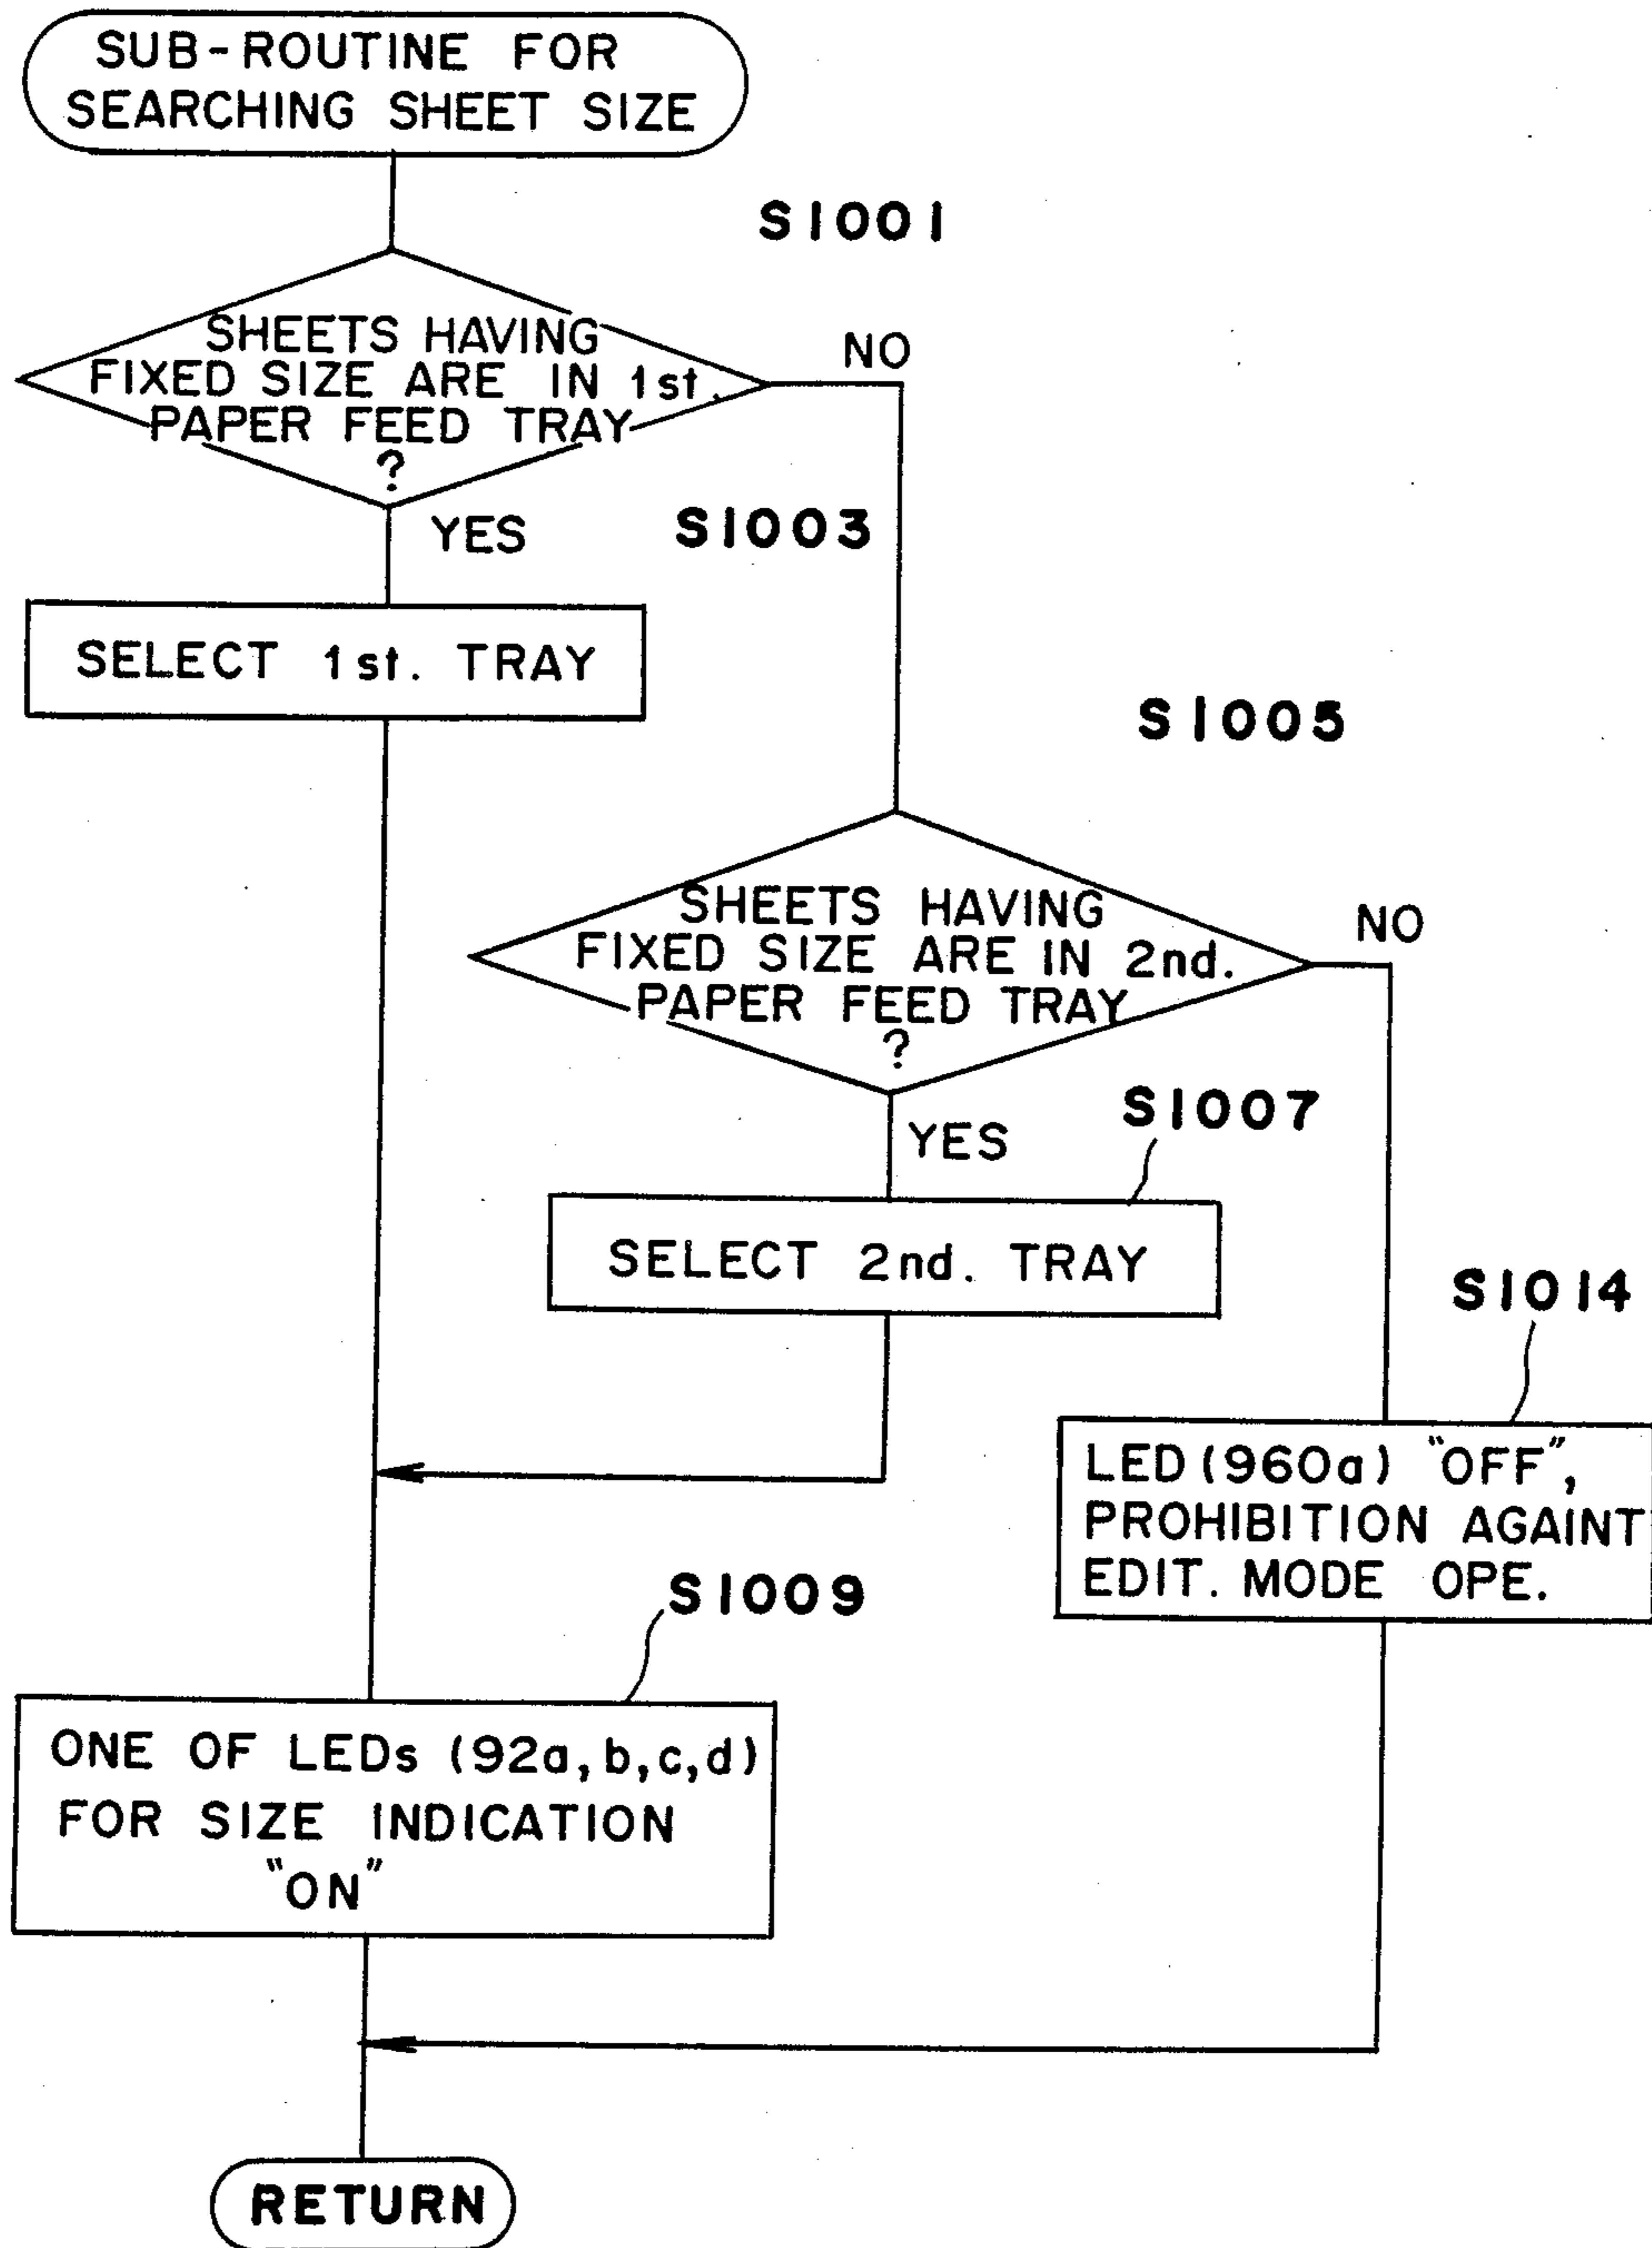 SUB-ROUTINE FOR
SEARCHING SHEET SIZE
S1001
SHEETS HAVING
FIXED SIZE ARE IN 1st.
PAPER FEED TRAY
?
NO
YES
S1003
SELECT 1st. TRAY
S1005
SHEETS HAVING
FIXED SIZE ARE IN 2nd.
PAPER FEED TRAY
?
NO
YES
S1007
SELECT 2nd. TRAY
S1014
LED (960a) "OFF",
PROHIBITION AGAINT
EDIT. MODE OPE.
S1009
ONE OF LEDs (92a,b,c,d)
FOR SIZE INDICATION
"ON"
RETURN